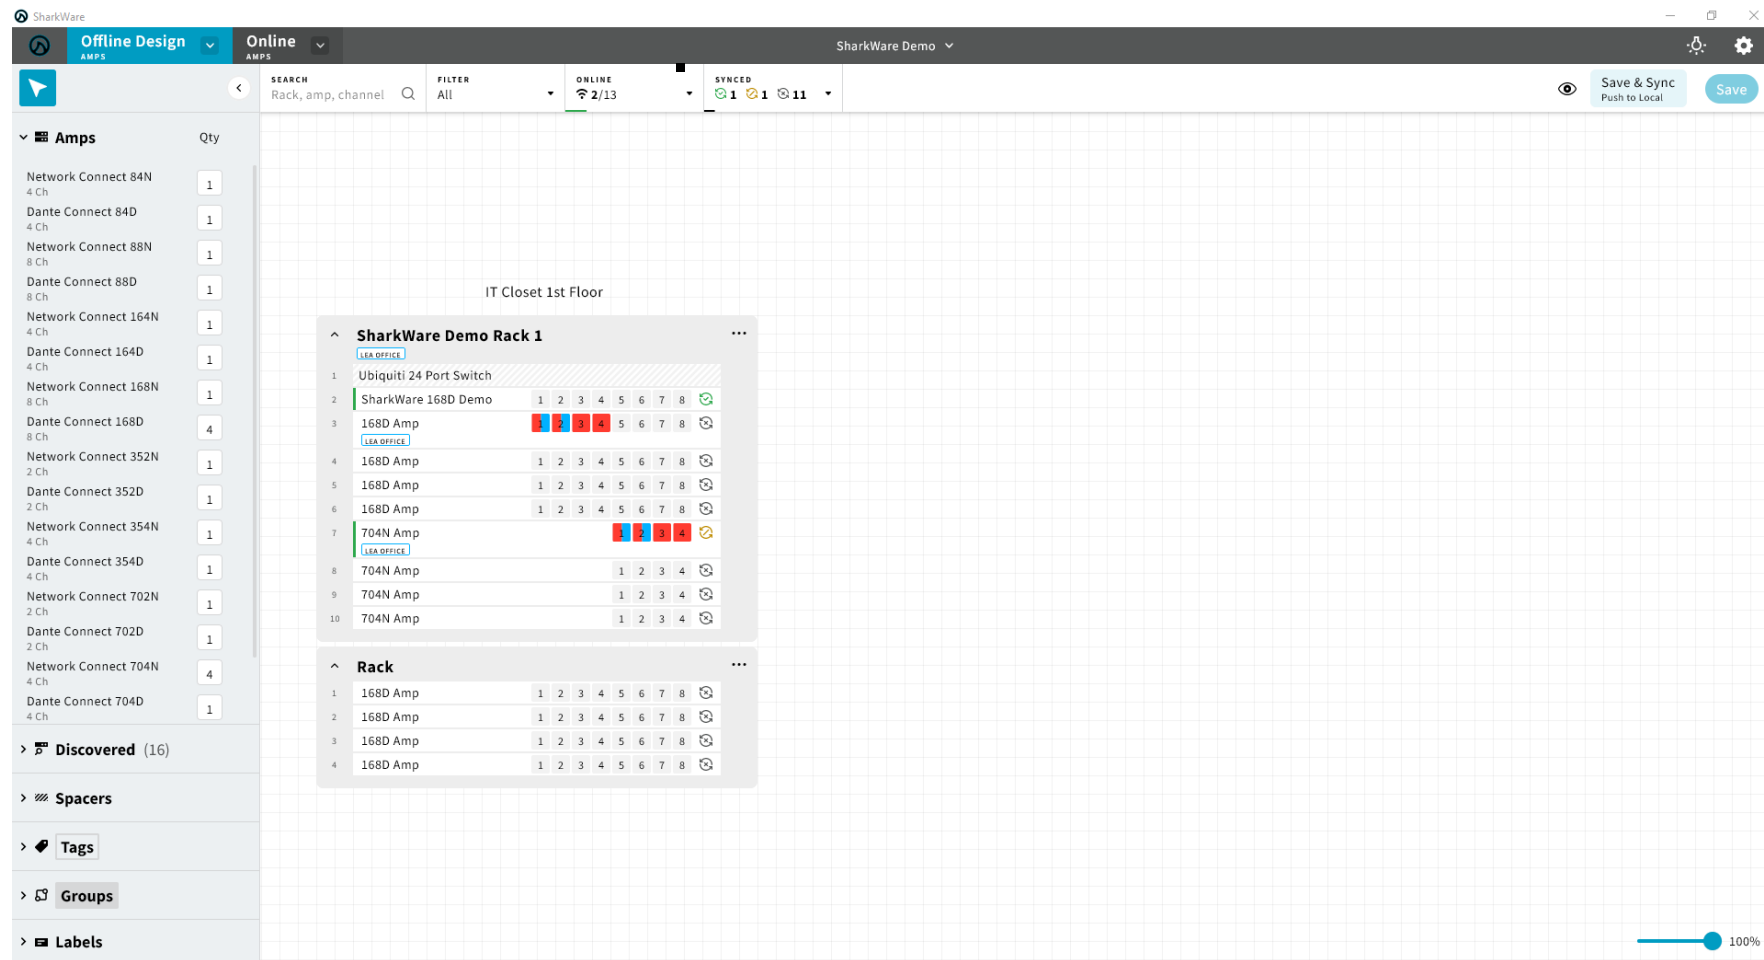 SharkWare
Offline Design
AMPS
Online
AMPS
SharkWare Demo
SEARCH
Rack, amp, channel
FILTER
All
ONLINE
2/13
SYNCED
1 1 11
Save & Sync
Push to Local
Save
Amps Qty
Network Connect 84N
4 Ch
1
Dante Connect 84D
4 Ch
1
Network Connect 88N
8 Ch
1
Dante Connect 88D
8 Ch
1
Network Connect 164N
4 Ch
1
Dante Connect 164D
4 Ch
1
Network Connect 168N
8 Ch
1
Dante Connect 168D
8 Ch
4
Network Connect 352N
2 Ch
1
Dante Connect 352D
2 Ch
1
Network Connect 354N
4 Ch
1
Dante Connect 354D
4 Ch
1
Network Connect 702N
2 Ch
1
Dante Connect 702D
2 Ch
1
Network Connect 704N
4 Ch
4
Dante Connect 704D
4 Ch
1
Discovered (16)
Spacers
Tags
Groups
Labels
IT Closet 1st Floor
SharkWare Demo Rack 1
LEA OFFICE
1 Ubiquiti 24 Port Switch
2 SharkWare 168D Demo 1 2 3 4 5 6 7 8
3 168D Amp 1 2 3 4 5 6 7 8
LEA OFFICE
4 168D Amp 1 2 3 4 5 6 7 8
5 168D Amp 1 2 3 4 5 6 7 8
6 168D Amp 1 2 3 4 5 6 7 8
7 704N Amp 1 2 3 4
LEA OFFICE
8 704N Amp 1 2 3 4
9 704N Amp 1 2 3 4
10 704N Amp 1 2 3 4
Rack
1 168D Amp 1 2 3 4 5 6 7 8
2 168D Amp 1 2 3 4 5 6 7 8
3 168D Amp 1 2 3 4 5 6 7 8
4 168D Amp 1 2 3 4 5 6 7 8
100%